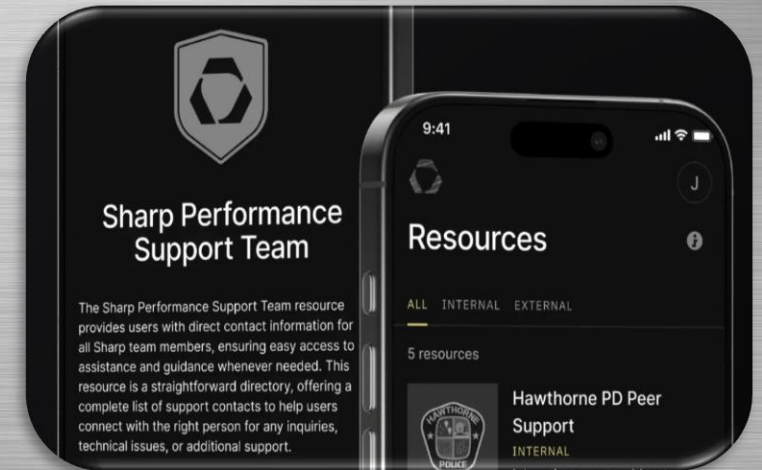 Sharp Performance
Support Team
The Sharp Performance Support Team resource
provides users with direct contact information for
all Sharp team members, ensuring easy access to
assistance and guidance whenever needed. This
resource is a straightforward directory, offering a
complete list of support contacts to help users
connect with the right person for any inquiries,
technical issues, or additional support.
9:41
J
Resources
ALL INTERNAL EXTERNAL
5 resources
HAWTHORNE
POLICE
Hawthorne PD Peer
Support
INTERNAL